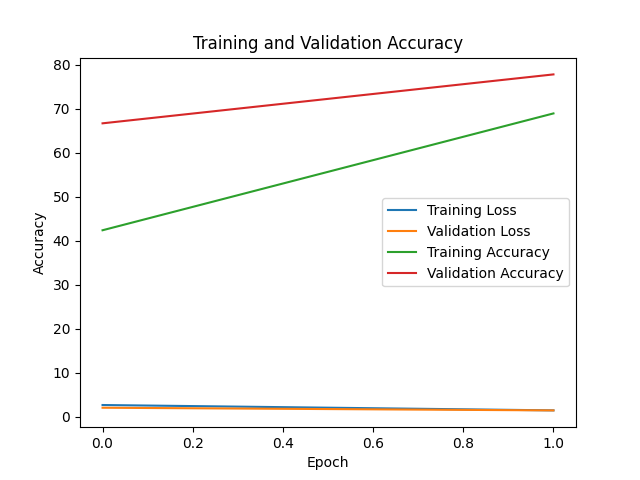 Training and Validation Accuracy
80
70
60
50
40
30
20
10
0
Accuracy
Training Loss
Validation Loss
Training Accuracy
Validation Accuracy
0.0 0.2 0.4 0.6 0.8 1.0
Epoch